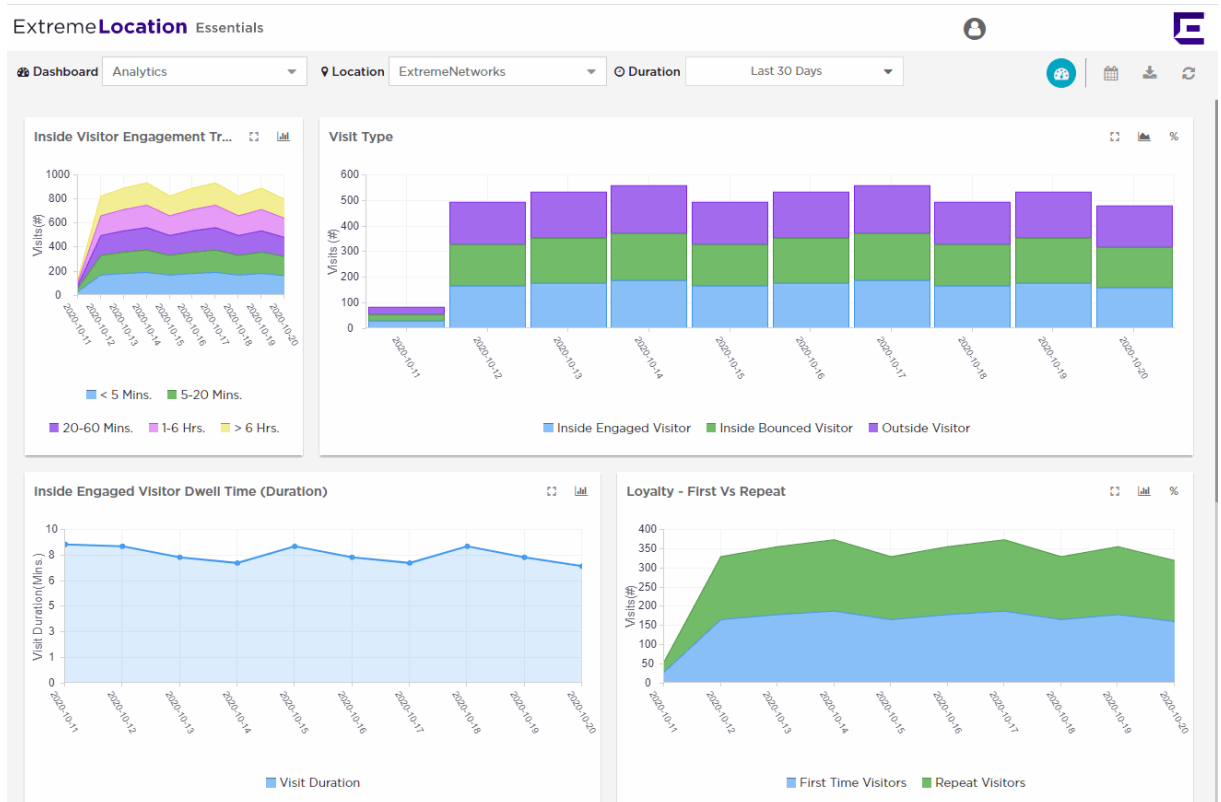 ExtremeLocation Essentials
Dashboard Analytics Location ExtremeNetworks Duration Last 30 Days
Inside Visitor Engagement Tr...
1000
800
600
400
200
0
Visits(#)
2020-10-11 2020-10-12 2020-10-13 2020-10-14 2020-10-15 2020-10-16 2020-10-17 2020-10-18 2020-10-19 2020-10-20
< 5 Mins. 5-20 Mins.
20-60 Mins. 1-6 Hrs. > 6 Hrs.
Visit Type %
600
500
400
300
200
100
0
Visits (#)
2020-10-11 2020-10-12 2020-10-13 2020-10-14 2020-10-15 2020-10-16 2020-10-17 2020-10-18 2020-10-19 2020-10-20
Inside Engaged Visitor Inside Bounced Visitor Outside Visitor
Inside Engaged Visitor Dwell Time (Duration)
10
8
6
5
3
1
0
Visit Duration(Mins.)
2020-10-11 2020-10-12 2020-10-13 2020-10-14 2020-10-15 2020-10-16 2020-10-17 2020-10-18 2020-10-19 2020-10-20
Visit Duration
Loyalty - First Vs Repeat %
400
350
300
250
200
150
100
50
0
Visits(#)
2020-10-11 2020-10-12 2020-10-13 2020-10-14 2020-10-15 2020-10-16 2020-10-17 2020-10-18 2020-10-19 2020-10-20
First Time Visitors Repeat Visitors